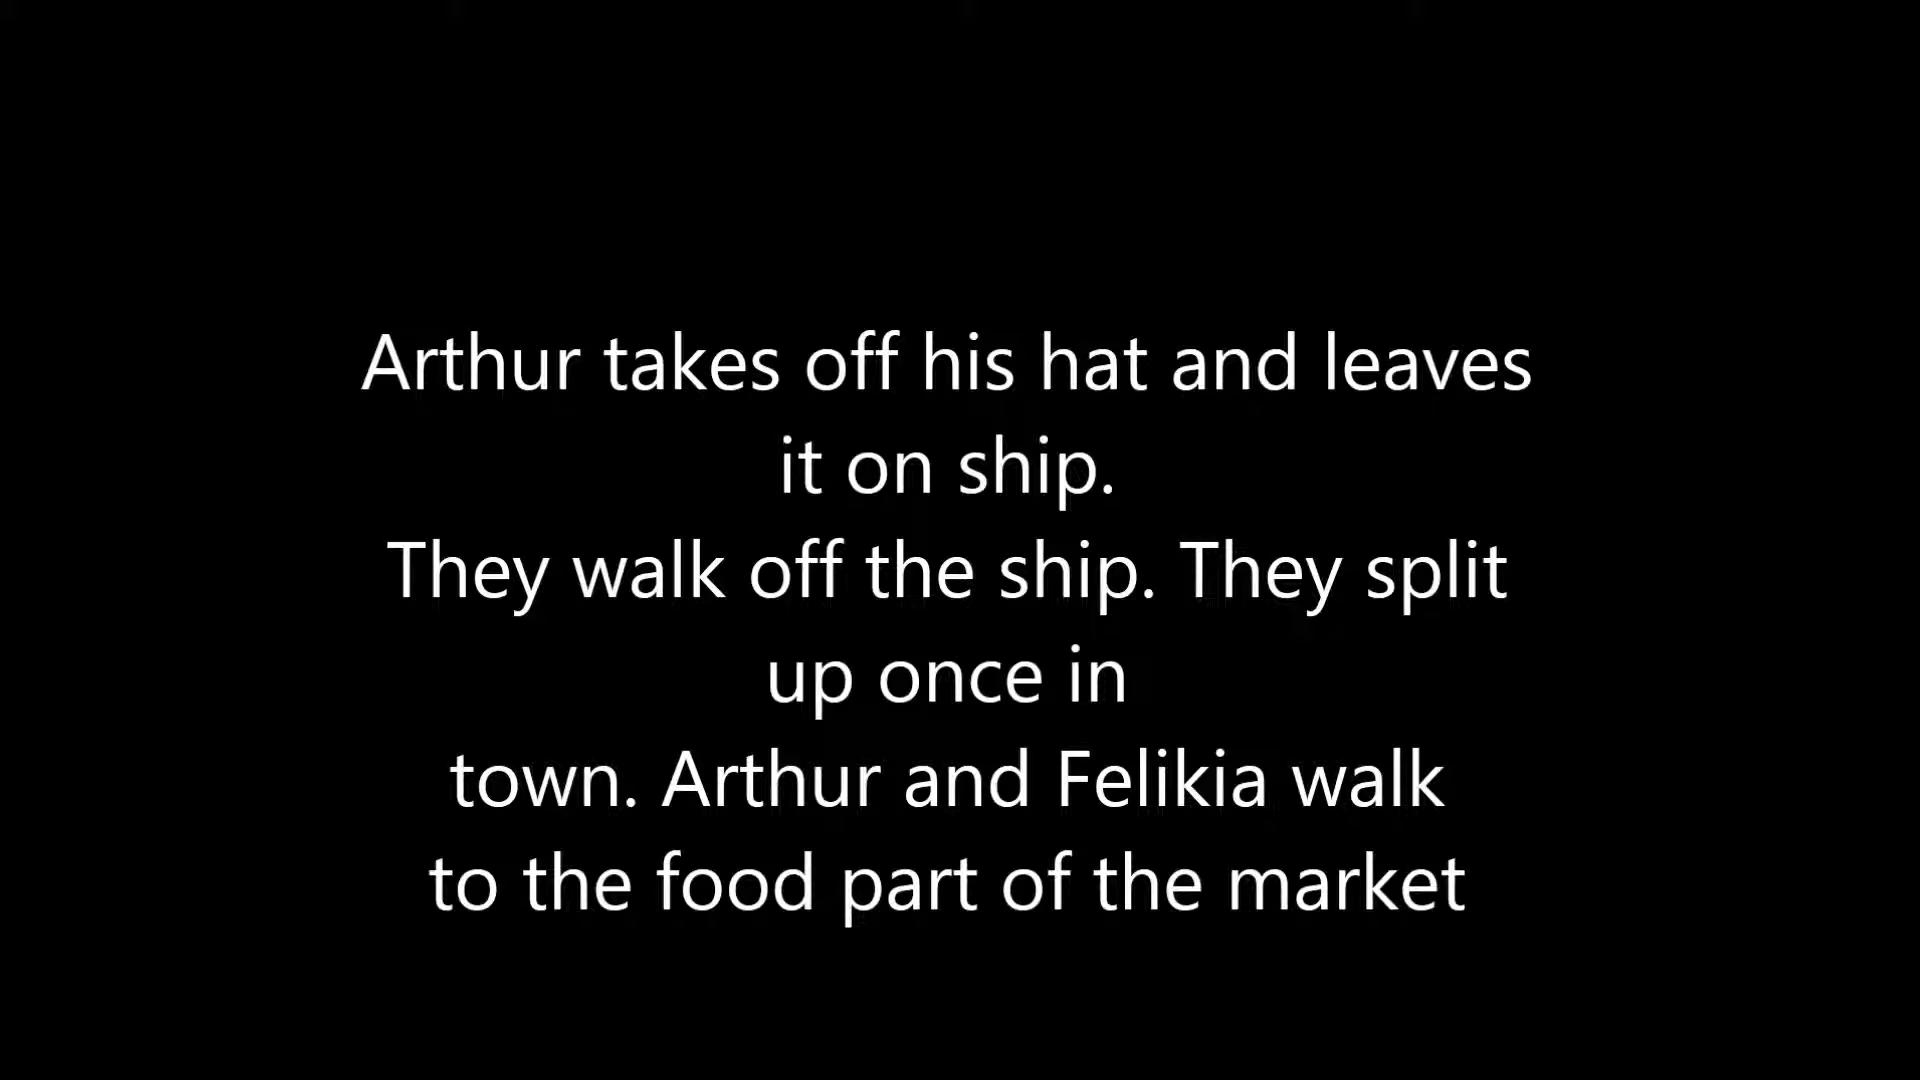 Arthur takes off his hat and leaves
it on ship.
They walk off the ship. They split
up once in
town. Arthur and Felikia walk
to the food part of the market